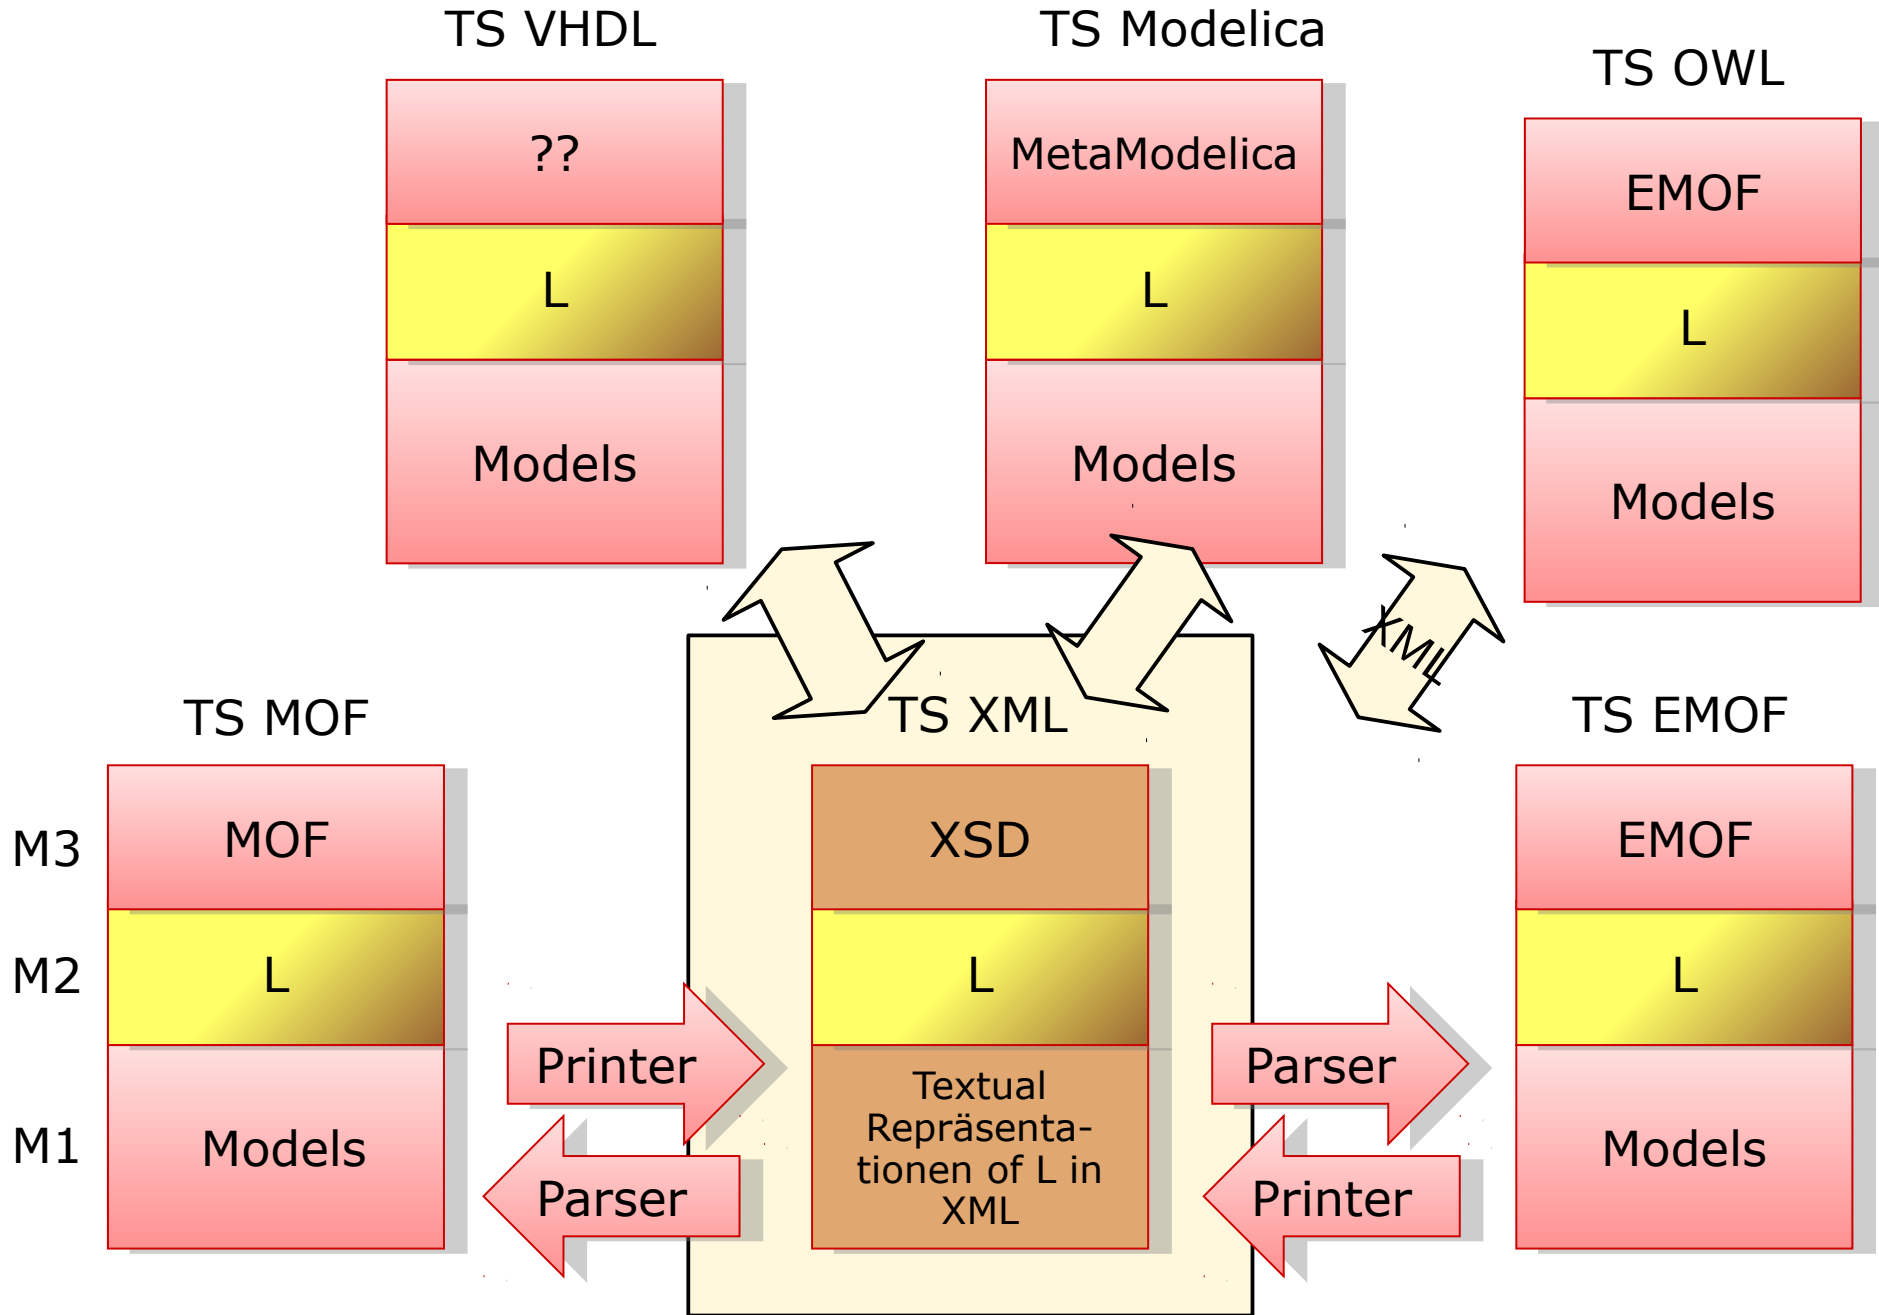 TS VHDL
TS Modelica
TS OWL
??
MetaModelica
EMOF
L
L
L
Models
Models
Models
XML
TS MOF
TS XML
TS EMOF
M3
MOF
XSD
EMOF
M2
L
L
L
Printer
Parser
M1
Models
Textual
Repräsenta-
tionen of L in
XML
Models
Parser
Printer